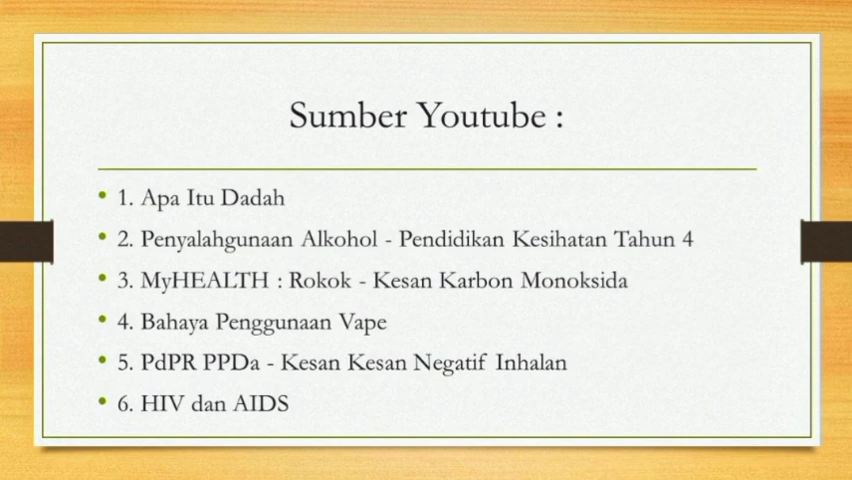 Sumber Youtube :
• 1. Apa Itu Dadah
• 2. Penyalahgunaan Alkohol - Pendidikan Kesihatan Tahun 4
• 3. MyHEALTH : Rokok - Kesan Karbon Monoksida
• 4. Bahaya Penggunaan Vape
• 5. PdPR PPDa - Kesan Kesan Negatif Inhalan
• 6. HIV dan AIDS